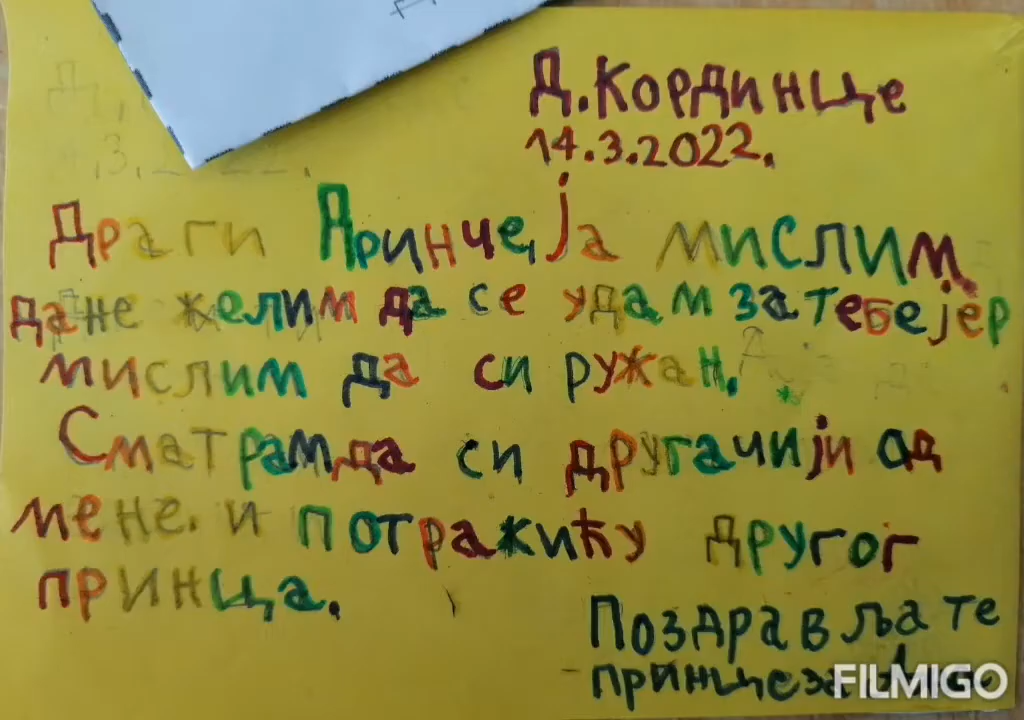 Д. Кординце
14.3.2022.
Драги Принче, ја мислим
да не желим да се удам за тебе јер
мислим да си ружан.
Сматрам да си другачији од
мене. и потражићу другог
принца.
Поздравља те
принцеза
FILMIGO